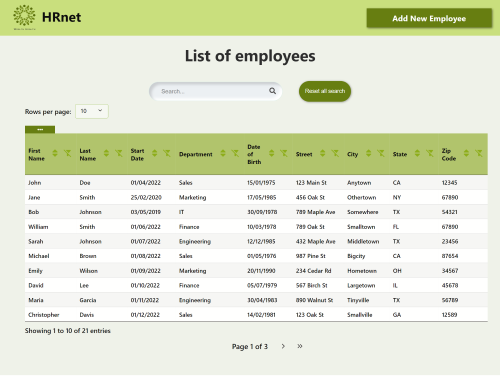 HRnet
Add New Employee
List of employees
Search...
Reset all search
Rows per page: 10
First Name Last Name Start Date Department Date of Birth Street City State Zip Code
John Doe 01/04/2022 Sales 15/01/1975 123 Main St Anytown CA 12345
Jane Smith 25/02/2020 Marketing 17/05/1985 456 Oak St Othertown NY 67890
Bob Johnson 03/05/2019 IT 30/09/1978 789 Maple Ave Somewhere TX 54321
William Smith 01/06/2022 Finance 10/03/1978 789 Oak St Smalltown FL 67890
Sarah Johnson 01/07/2022 Engineering 12/12/1985 432 Maple Ave Middletown TX 23456
Michael Brown 01/08/2022 Sales 01/05/1976 987 Pine St Bigcity CA 87654
Emily Wilson 01/09/2022 Marketing 20/11/1990 234 Cedar Rd Hometown OH 34567
David Lee 01/10/2022 Finance 05/07/1979 567 Birch St Largetown IL 45678
Maria Garcia 01/11/2022 Engineering 30/04/1983 890 Walnut St Tinyville TX 56789
Christopher Davis 01/12/2022 Sales 14/02/1981 123 Oak St Smallville GA 12589
Showing 1 to 10 of 21 entries
Page 1 of 3 > »